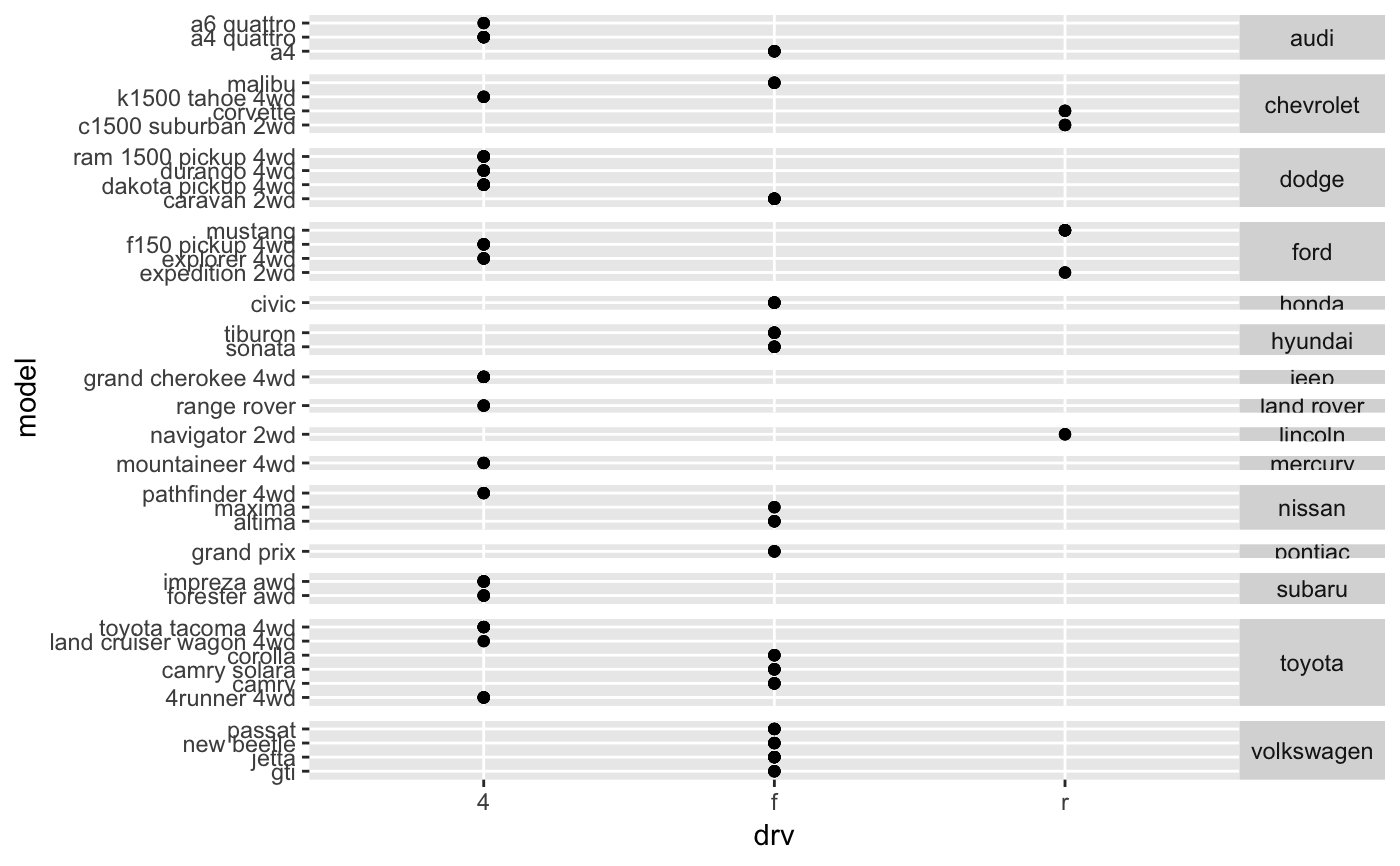 a6 quattro
a4 quattro
a4
audi
malibu
k1500 tahoe 4wd
corvette
c1500 suburban 2wd
chevrolet
ram 1500 pickup 4wd
durango 4wd
dakota pickup 4wd
caravan 2wd
dodge
mustang
f150 pickup 4wd
explorer 4wd
expedition 2wd
ford
civic
honda
tiburon
sonata
hyundai
grand cherokee 4wd
jeep
range rover
land rover
navigator 2wd
lincoln
mountaineer 4wd
mercury
pathfinder 4wd
maxima
altima
nissan
grand prix
pontiac
impreza awd
forester awd
subaru
toyota tacoma 4wd
land cruiser wagon 4wd
corolla
camry solara
camry
4runner 4wd
toyota
passat
new beetle
jetta
gti
volkswagen
model
4 f r
drv